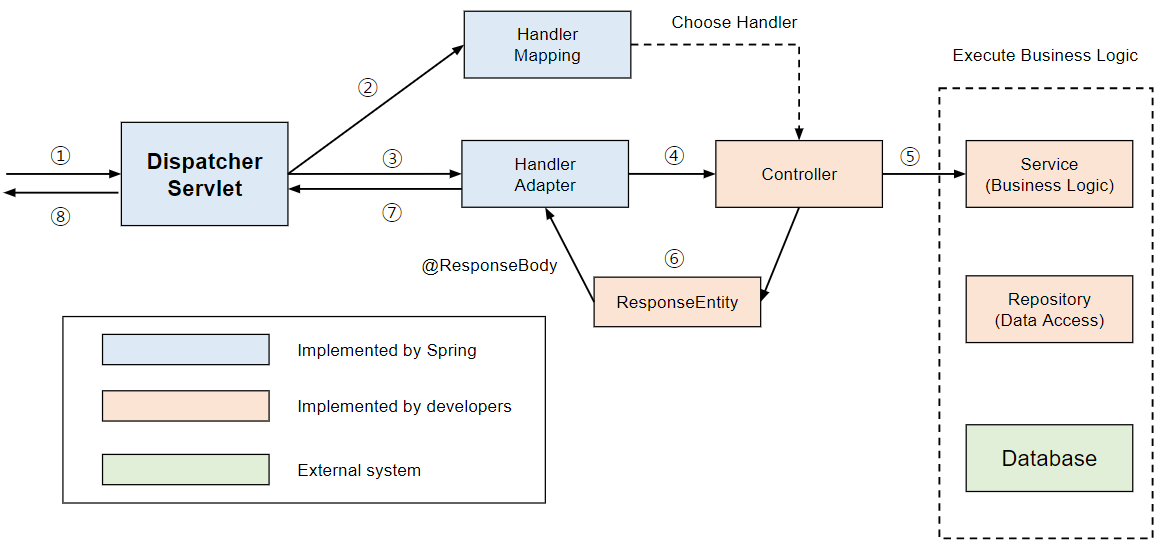 Choose Handler
Handler
Mapping
Execute Business Logic
②
①
Dispatcher
Servlet
③
Handler
Adapter
④
Controller
⑤
Service
(Business Logic)
⑧
⑦
@ResponseBody
⑥
ResponseEntity
Repository
(Data Access)
Implemented by Spring
Implemented by developers
External system
Database